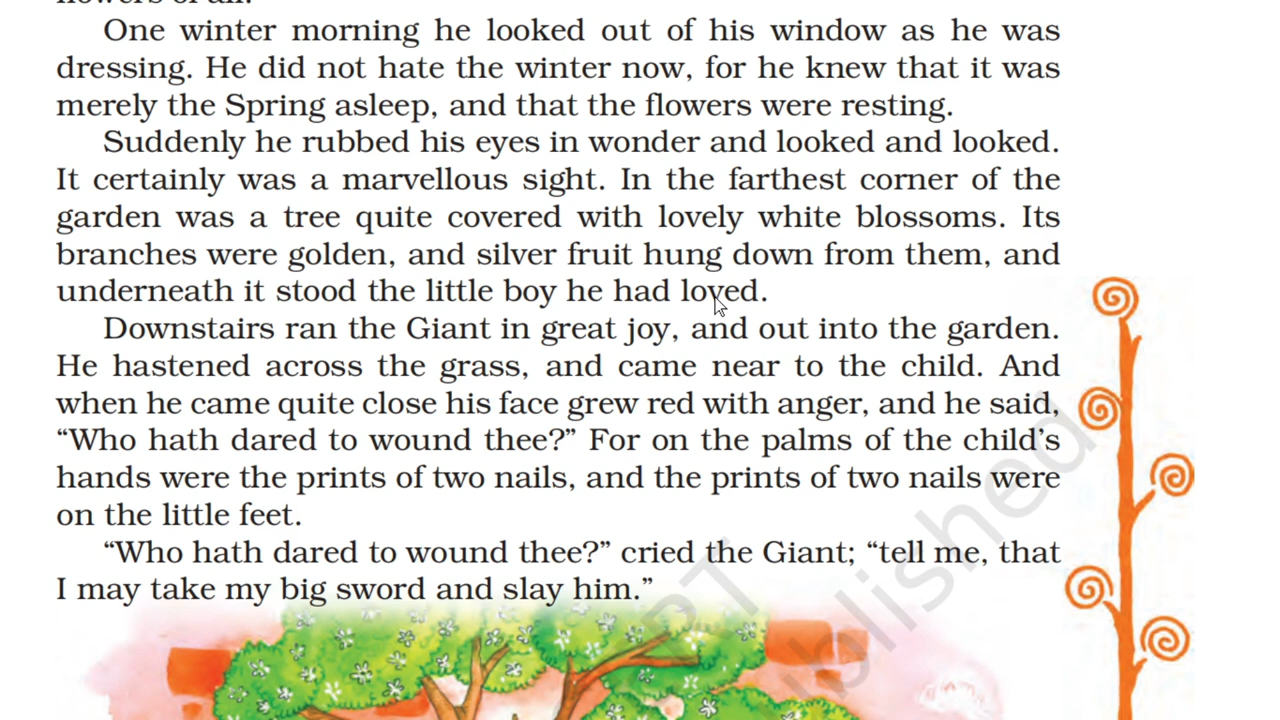 One winter morning he looked out of his window as he was
dressing. He did not hate the winter now, for he knew that it was
merely the Spring asleep, and that the flowers were resting.
Suddenly he rubbed his eyes in wonder and looked and looked.
It certainly was a marvellous sight. In the farthest corner of the
garden was a tree quite covered with lovely white blossoms. Its
branches were golden, and silver fruit hung down from them, and
underneath it stood the little boy he had loved.
Downstairs ran the Giant in great joy, and out into the garden.
He hastened across the grass, and came near to the child. And
when he came quite close his face grew red with anger, and he said,
“Who hath dared to wound thee?” For on the palms of the child’s
hands were the prints of two nails, and the prints of two nails were
on the little feet.
“Who hath dared to wound thee?” cried the Giant; “tell me, that
I may take my big sword and slay him.”